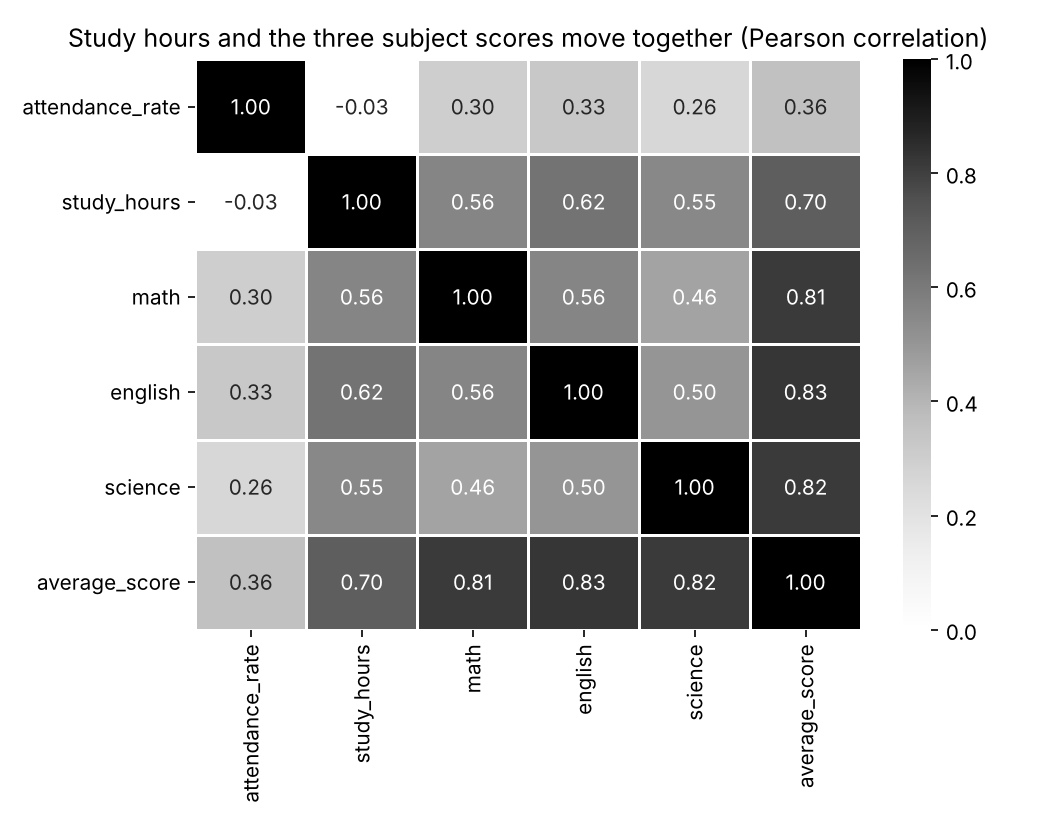 Study hours and the three subject scores move together (Pearson correlation)
attendance_rate 1.00 -0.03 0.30 0.33 0.26 0.36
study_hours -0.03 1.00 0.56 0.62 0.55 0.70
math 0.30 0.56 1.00 0.56 0.46 0.81
english 0.33 0.62 0.56 1.00 0.50 0.83
science 0.26 0.55 0.46 0.50 1.00 0.82
average_score 0.36 0.70 0.81 0.83 0.82 1.00
attendance_rate study_hours math english science average_score
1.0
0.8
0.6
0.4
0.2
0.0